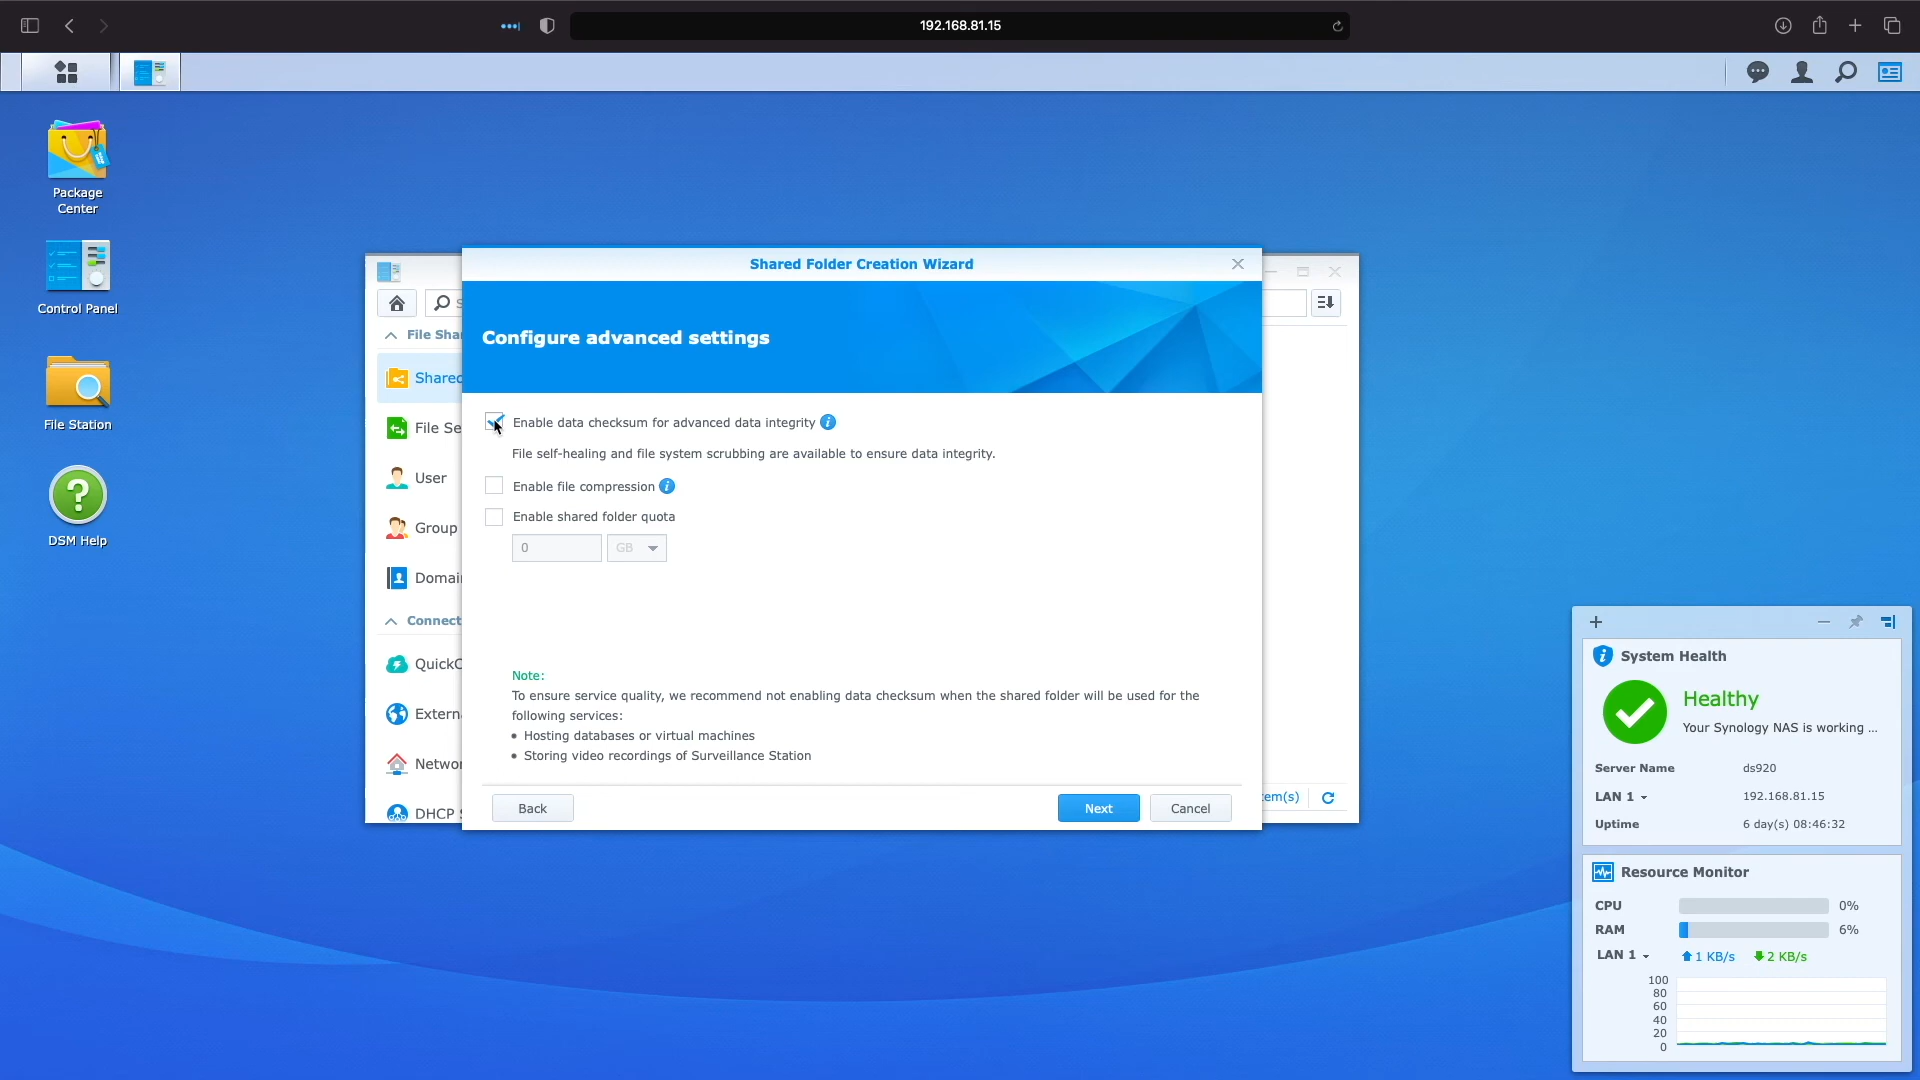 192.168.81.15
Package
Center
Control Panel
File Station
DSM Help
Shared Folder Creation Wizard
File Shar
Shared
File Se
User
Group
Domai
Connect
QuickC
Extern
Networ
DHCP S
Configure advanced settings
Enable data checksum for advanced data integrity
File self-healing and file system scrubbing are available to ensure data integrity.
Enable file compression
Enable shared folder quota
0 GB
Note:
To ensure service quality, we recommend not enabling data checksum when the shared folder will be used for the
following services:
• Hosting databases or virtual machines
• Storing video recordings of Surveillance Station
Back Next Cancel
tem(s)
System Health
Healthy
Your Synology NAS is working ...
Server Name ds920
LAN 1 192.168.81.15
Uptime 6 day(s) 08:46:32
Resource Monitor
CPU 0%
RAM 6%
LAN 1 1 KB/s 2 KB/s
100
80
60
40
20
0